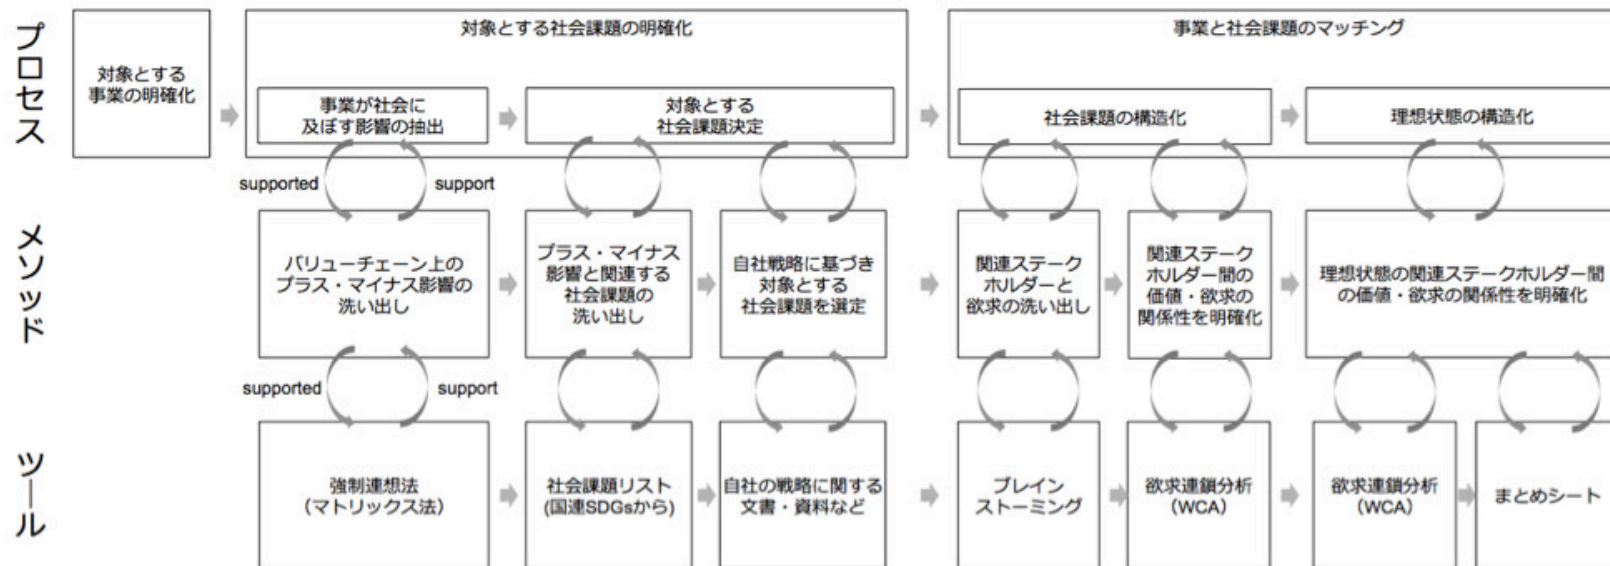 プロセス
対象とする
事業の明確化
対象とする社会課題の明確化
事業が社会に
及ぼす影響の抽出
対象とする
社会課題決定
事業と社会課題のマッチング
社会課題の構造化
理想状態の構造化
supported
support
メソッド
バリューチェーン上の
プラス・マイナス影響の
洗い出し
プラス・マイナス
影響と関連する
社会課題の
洗い出し
自社戦略に基づき
対象とする
社会課題を選定
関連ステーク
ホルダーと
欲求の洗い出し
関連ステーク
ホルダー間の
価値・欲求の
関係性を明確化
理想状態の関連ステークホルダー間
の価値・欲求の関係性を明確化
supported
support
ツール
強制連想法
（マトリックス法）
社会課題リスト
(国連SDGsから)
自社の戦略に関する
文書・資料など
ブレイン
ストーミング
欲求連鎖分析
（WCA）
欲求連鎖分析
（WCA）
まとめシート